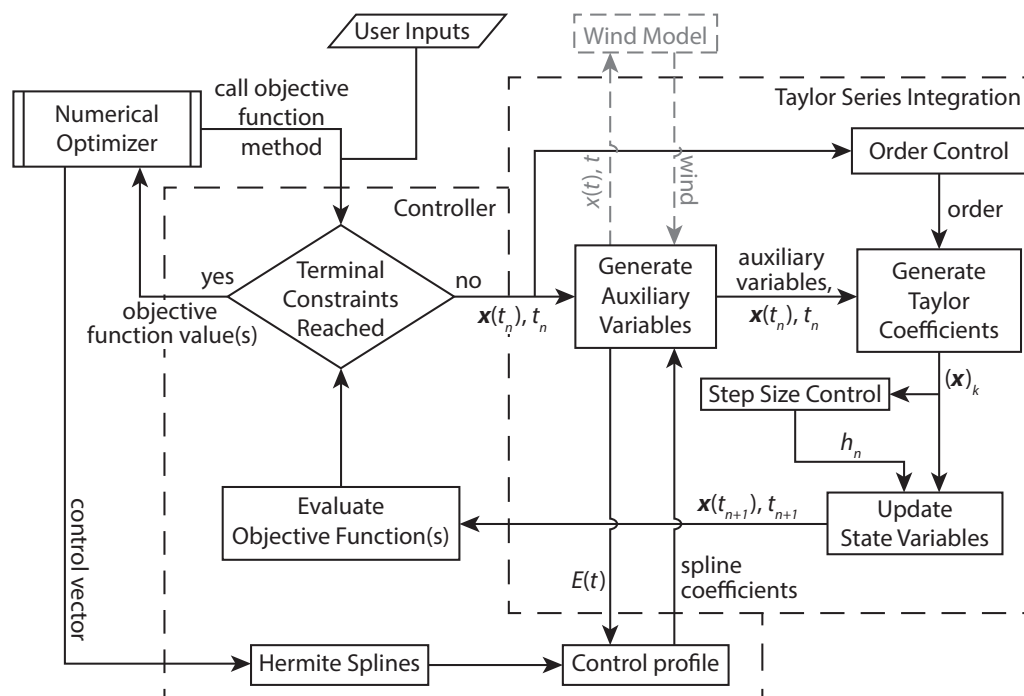 User Inputs
Wind Model
Taylor Series Integration
Numerical
Optimizer
call objective
function
method
x(t), t
wind
Order Control
order
Controller
yes
Terminal
Constraints
Reached
no
x(tₙ), tₙ
Generate
Auxiliary
Variables
auxiliary
variables,
x(tₙ), tₙ
Generate
Taylor
Coefficients
objective
function value(s)
(x)ₖ
Step Size Control
hₙ
Evaluate
Objective Function(s)
x(tₙ₊₁), tₙ₊₁
Update
State Variables
control vector
E(t)
spline
coefficients
Hermite Splines
Control profile